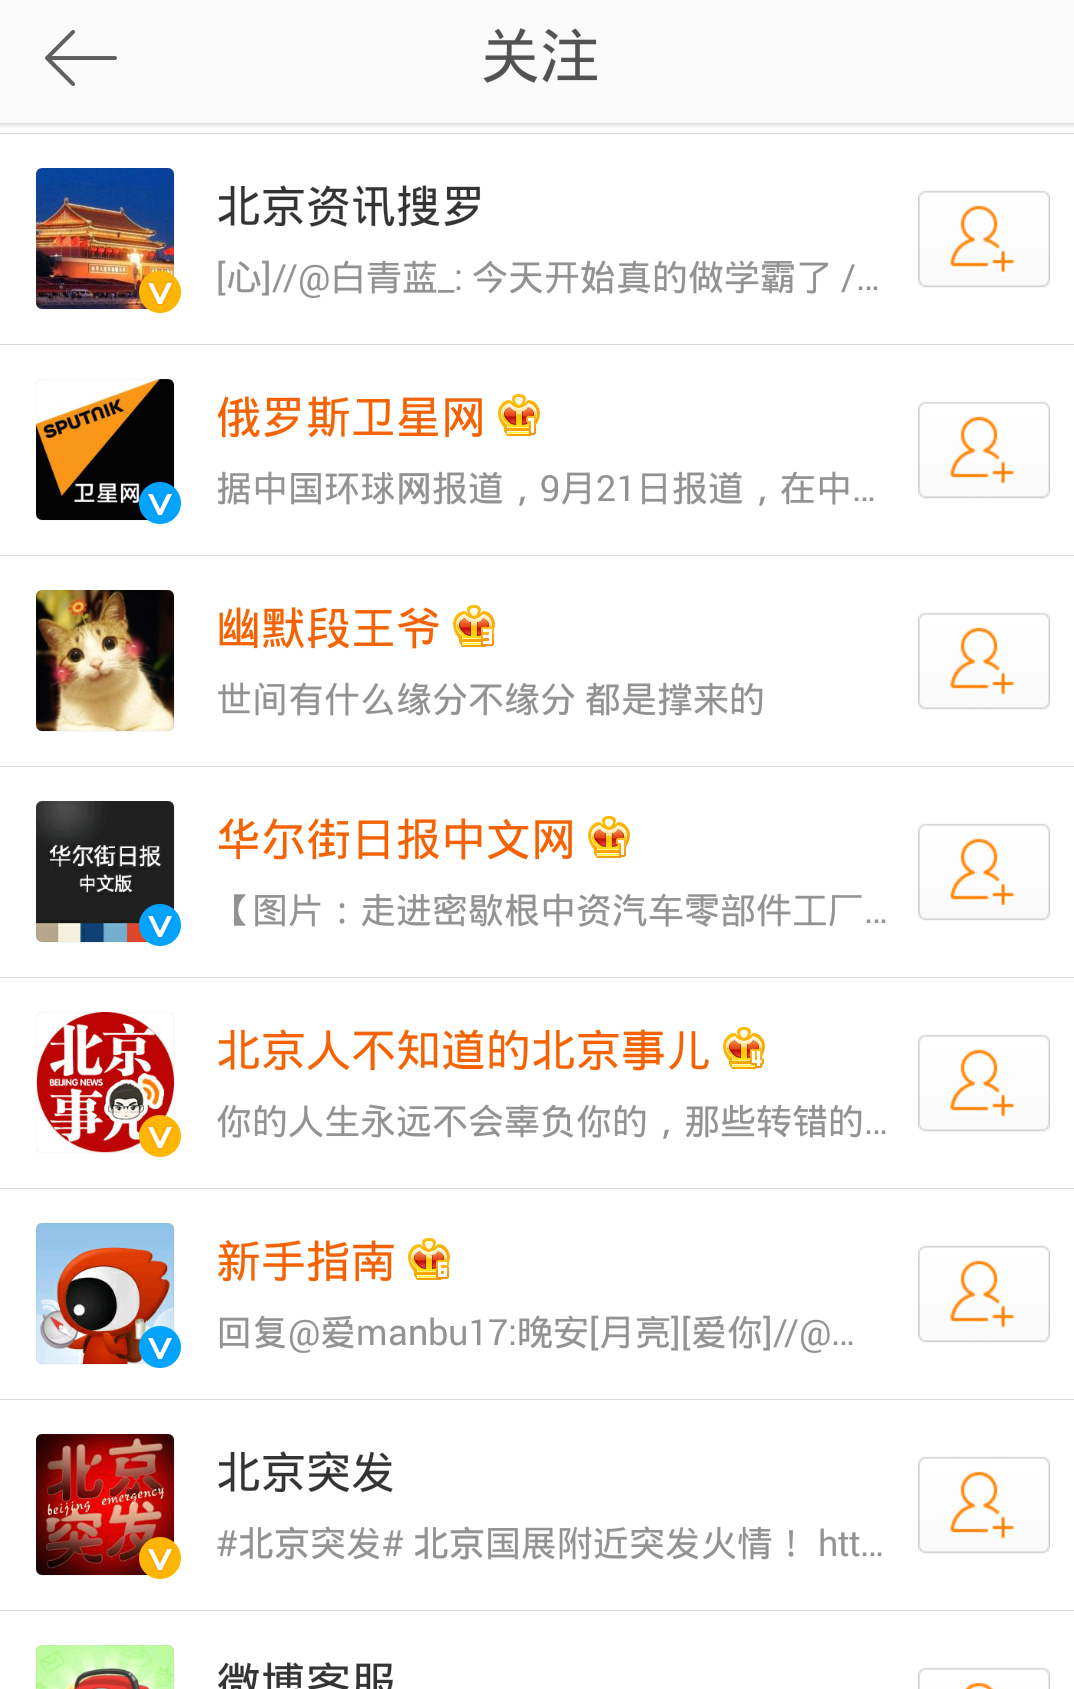 关注
北京资讯搜罗
[心]//@白青蓝_: 今天开始真的做学霸了 /...
SPUTNIK
卫星网
俄罗斯卫星网
据中国环球网报道，9月21日报道，在中...
幽默段王爷
世间有什么缘分不缘分 都是撑来的
华尔街日报
中文版
华尔街日报中文网
【图片：走进密歇根中资汽车零部件工厂...
北京
BEIJING NEWS
事儿
北京人不知道的北京事儿
你的人生永远不会辜负你的，那些转错的...
新手指南
回复@爱manbu17:晚安[月亮][爱你]//@...
北京
beijing emergency
突发
北京突发
#北京突发# 北京国展附近突发火情！ htt...
微博客服